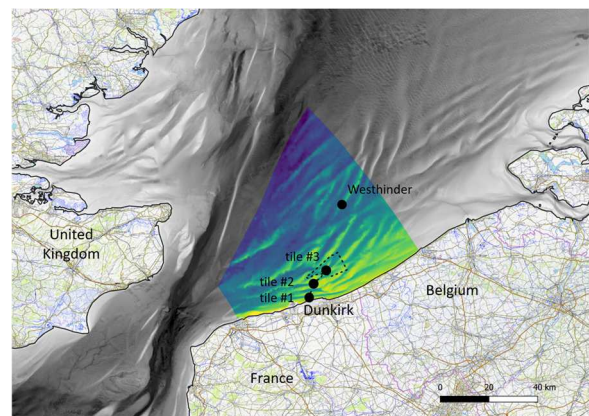 Westhinder
United
Kingdom
tile #3
tile #2
tile #1
Dunkirk
Belgium
France
0 20 40 km